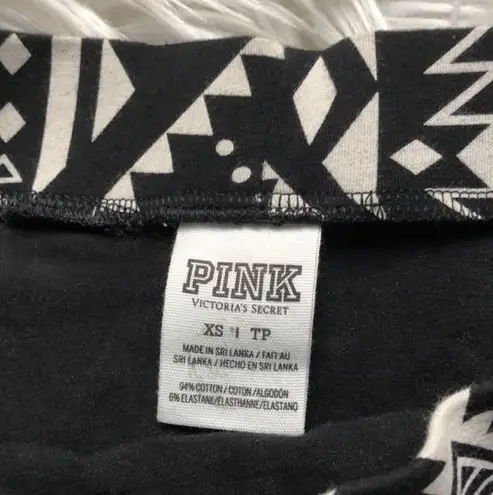 PINK
VICTORIA'S SECRET
XS | TP
MADE IN SRI LANKA / FAIT AU
SRI LANKA / HECHO EN SRI LANKA
94% COTTON / COTON / ALGODÓN
6% ELASTANE/ELASTHANNE/ELASTANO